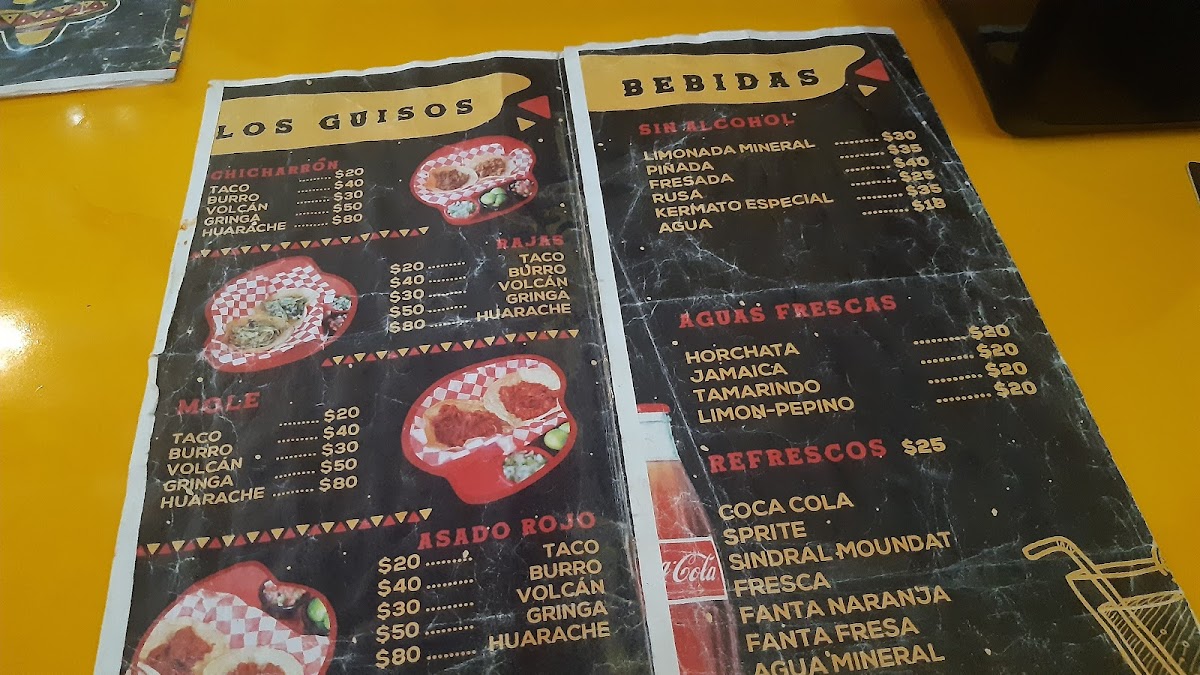 LOS GUISOS
CHICHARRÓN
TACO ......... $20
BURRO ......... $40
VOLCÁN ......... $30
GRINGA ......... $50
HUARACHE ......... $80
RAJAS
$20 ......... TACO
$40 ......... BURRO
$30 ......... VOLCÁN
$50 ......... GRINGA
$80 ......... HUARACHE
MOLE
TACO ......... $20
BURRO ......... $40
VOLCÁN ......... $30
GRINGA ......... $50
HUARACHE ......... $80
ASADO ROJO
$20 ......... TACO
$40 ......... BURRO
$30 ......... VOLCÁN
$50 ......... GRINGA
$80 ......... HUARACHE
BEBIDAS
SIN ALCOHOL
LIMONADA MINERAL ......... $30
PIÑADA ......... $35
FRESADA ......... $40
RUSA ......... $25
KERMATO ESPECIAL ......... $35
AGUA ......... $18
AGUAS FRESCAS
HORCHATA ......... $20
JAMAICA ......... $20
TAMARINDO ......... $20
LIMON-PEPINO ......... $20
REFRESCOS $25
COCA COLA
SPRITE
SINDRAL MOUNDAT
FRESCA
FANTA NARANJA
FANTA FRESA
AGUA MINERAL
Cola